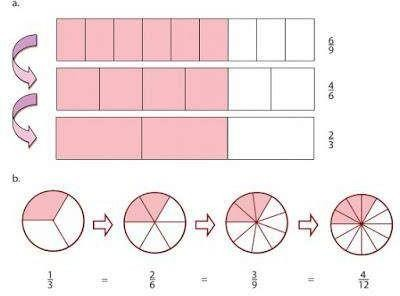 a.
6/9
4/6
2/3
b.
1/3 = 2/6 = 3/9 = 4/12